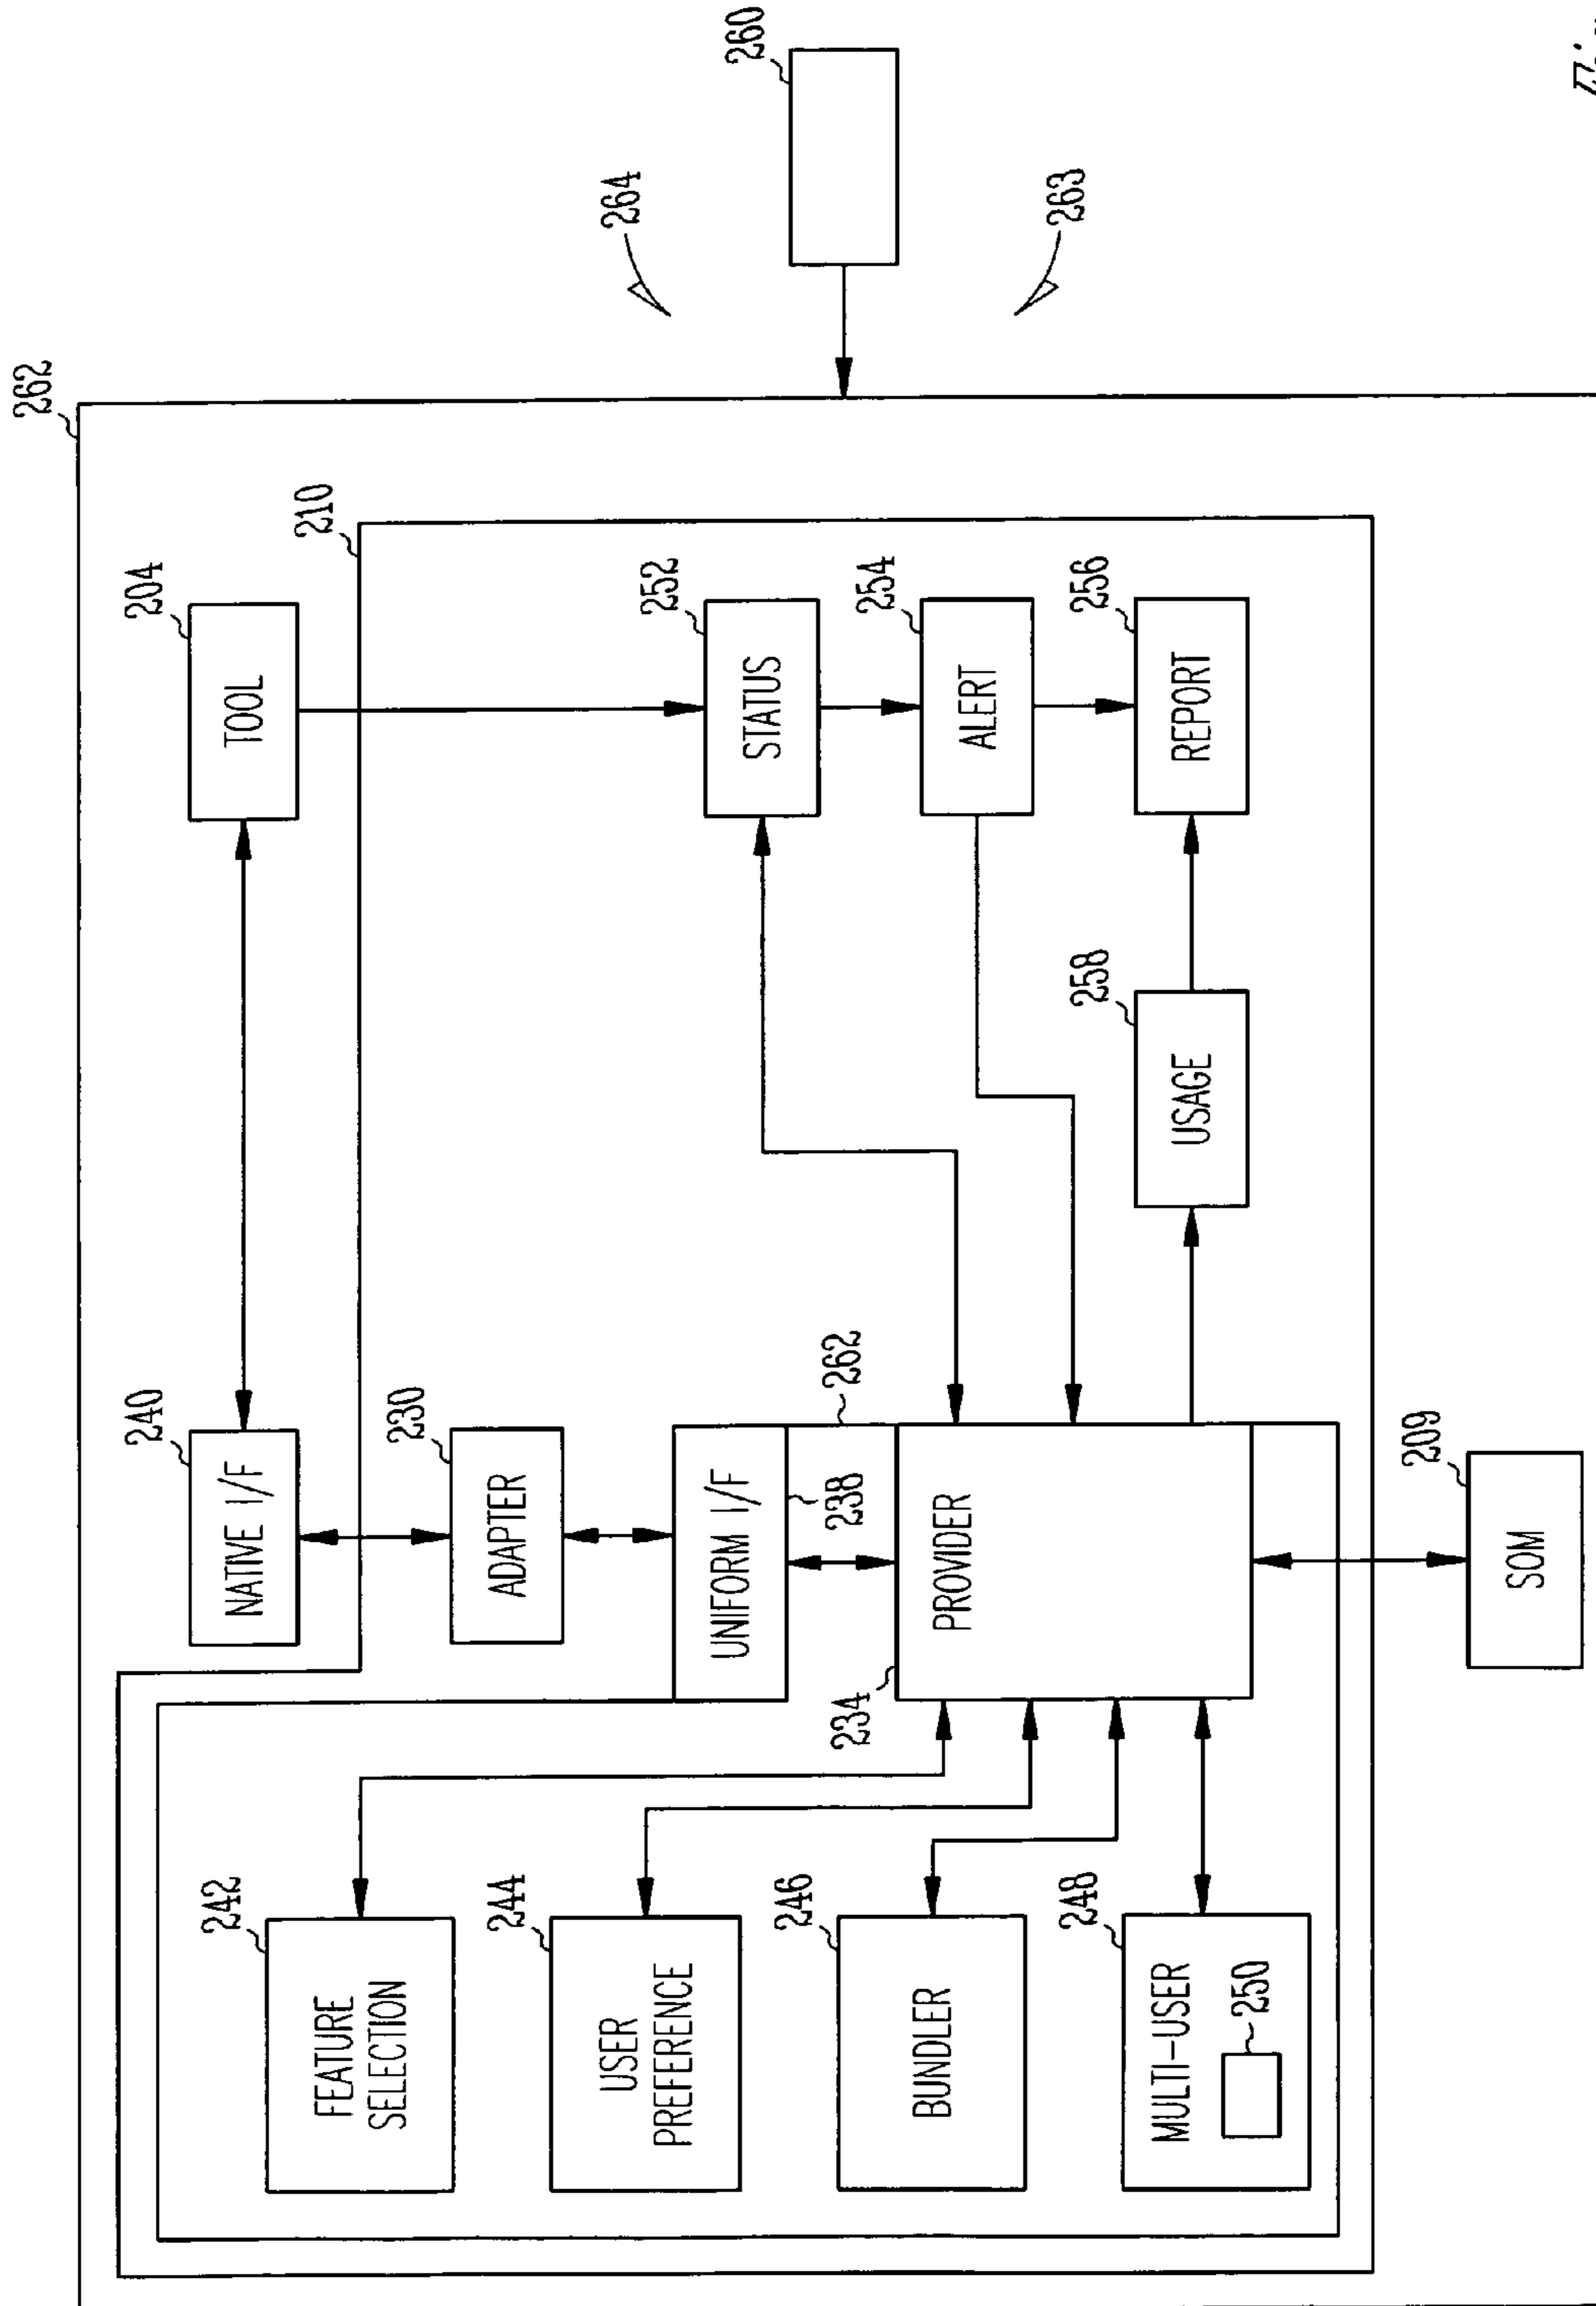 262
240
204
242
NATIVE I/F
TOOL
210
FEATURE
SELECTION
230
244
ADAPTER
USER
PREFERENCE
264
252
UNIFORM I/F
260
STATUS
246
238
262
234
254
BUNDLER
PROVIDER
ALERT
263
248
258
256
MULTI-USER
USAGE
REPORT
250
209
SOM